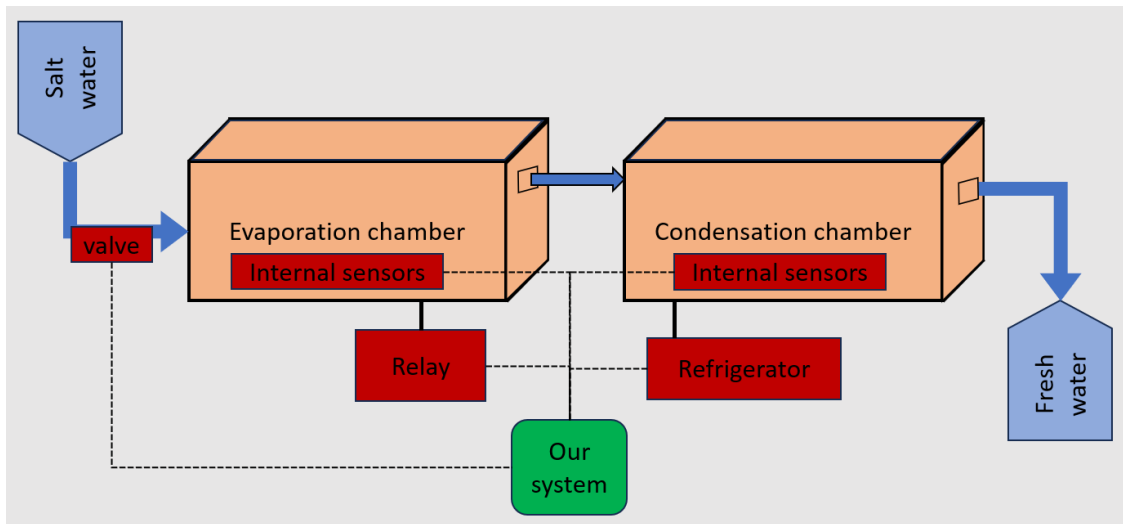 Salt
water
valve
Evaporation chamber
Condensation chamber
Internal sensors
Internal sensors
Relay
Refrigerator
Our
system
Fresh
water